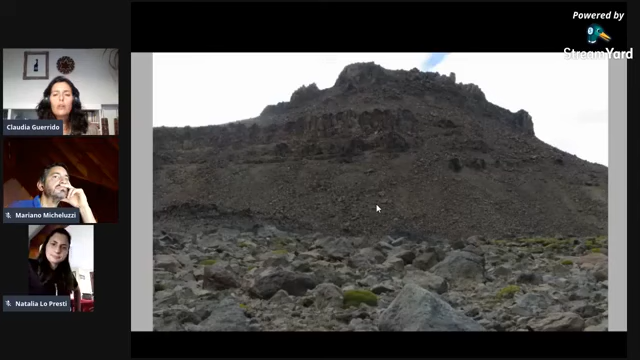 Powered by
StreamYard
Claudia Guerrido
Mariano Micheluzzi
Natalia Lo Presti